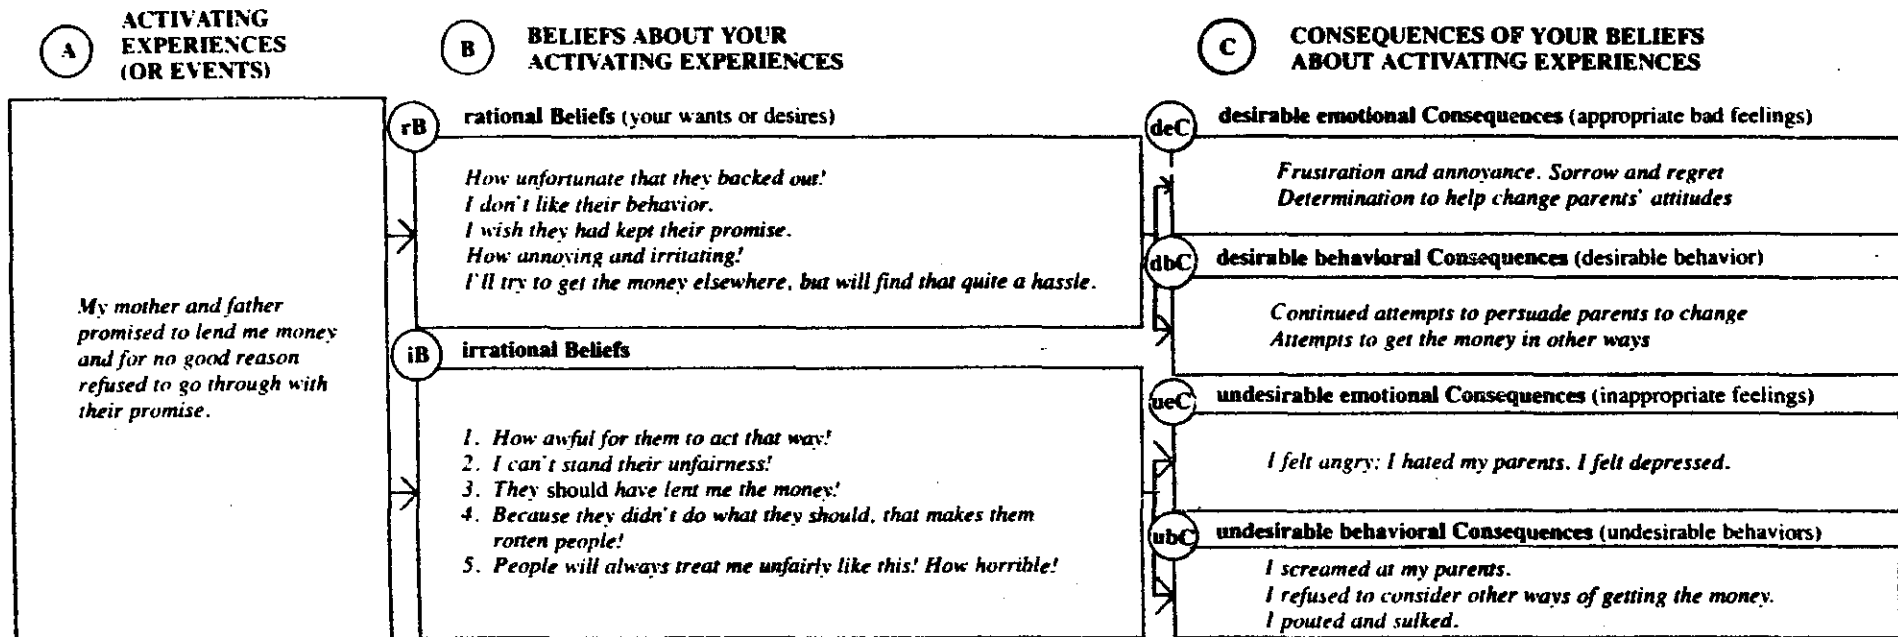 A
ACTIVATING
EXPERIENCES
(OR EVENTS)
B
BELIEFS ABOUT YOUR
ACTIVATING EXPERIENCES
C
CONSEQUENCES OF YOUR BELIEFS
ABOUT ACTIVATING EXPERIENCES
My mother and father
promised to lend me money
and for no good reason
refused to go through with
their promise.
rB
rational Beliefs (your wants or desires)
How unfortunate that they backed out!
I don't like their behavior.
I wish they had kept their promise.
How annoying and irritating!
I'll try to get the money elsewhere, but will find that quite a hassle.
iB
irrational Beliefs
1. How awful for them to act that way!
2. I can't stand their unfairness!
3. They should have lent me the money!
4. Because they didn't do what they should, that makes them
rotten people!
5. People will always treat me unfairly like this! How horrible!
deC
desirable emotional Consequences (appropriate bad feelings)
Frustration and annoyance. Sorrow and regret
Determination to help change parents' attitudes
dbC
desirable behavioral Consequences (desirable behavior)
Continued attempts to persuade parents to change
Attempts to get the money in other ways
ueC
undesirable emotional Consequences (inappropriate feelings)
I felt angry: I hated my parents. I felt depressed.
ubC
undesirable behavioral Consequences (undesirable behaviors)
I screamed at my parents.
I refused to consider other ways of getting the money.
I pouted and sulked.